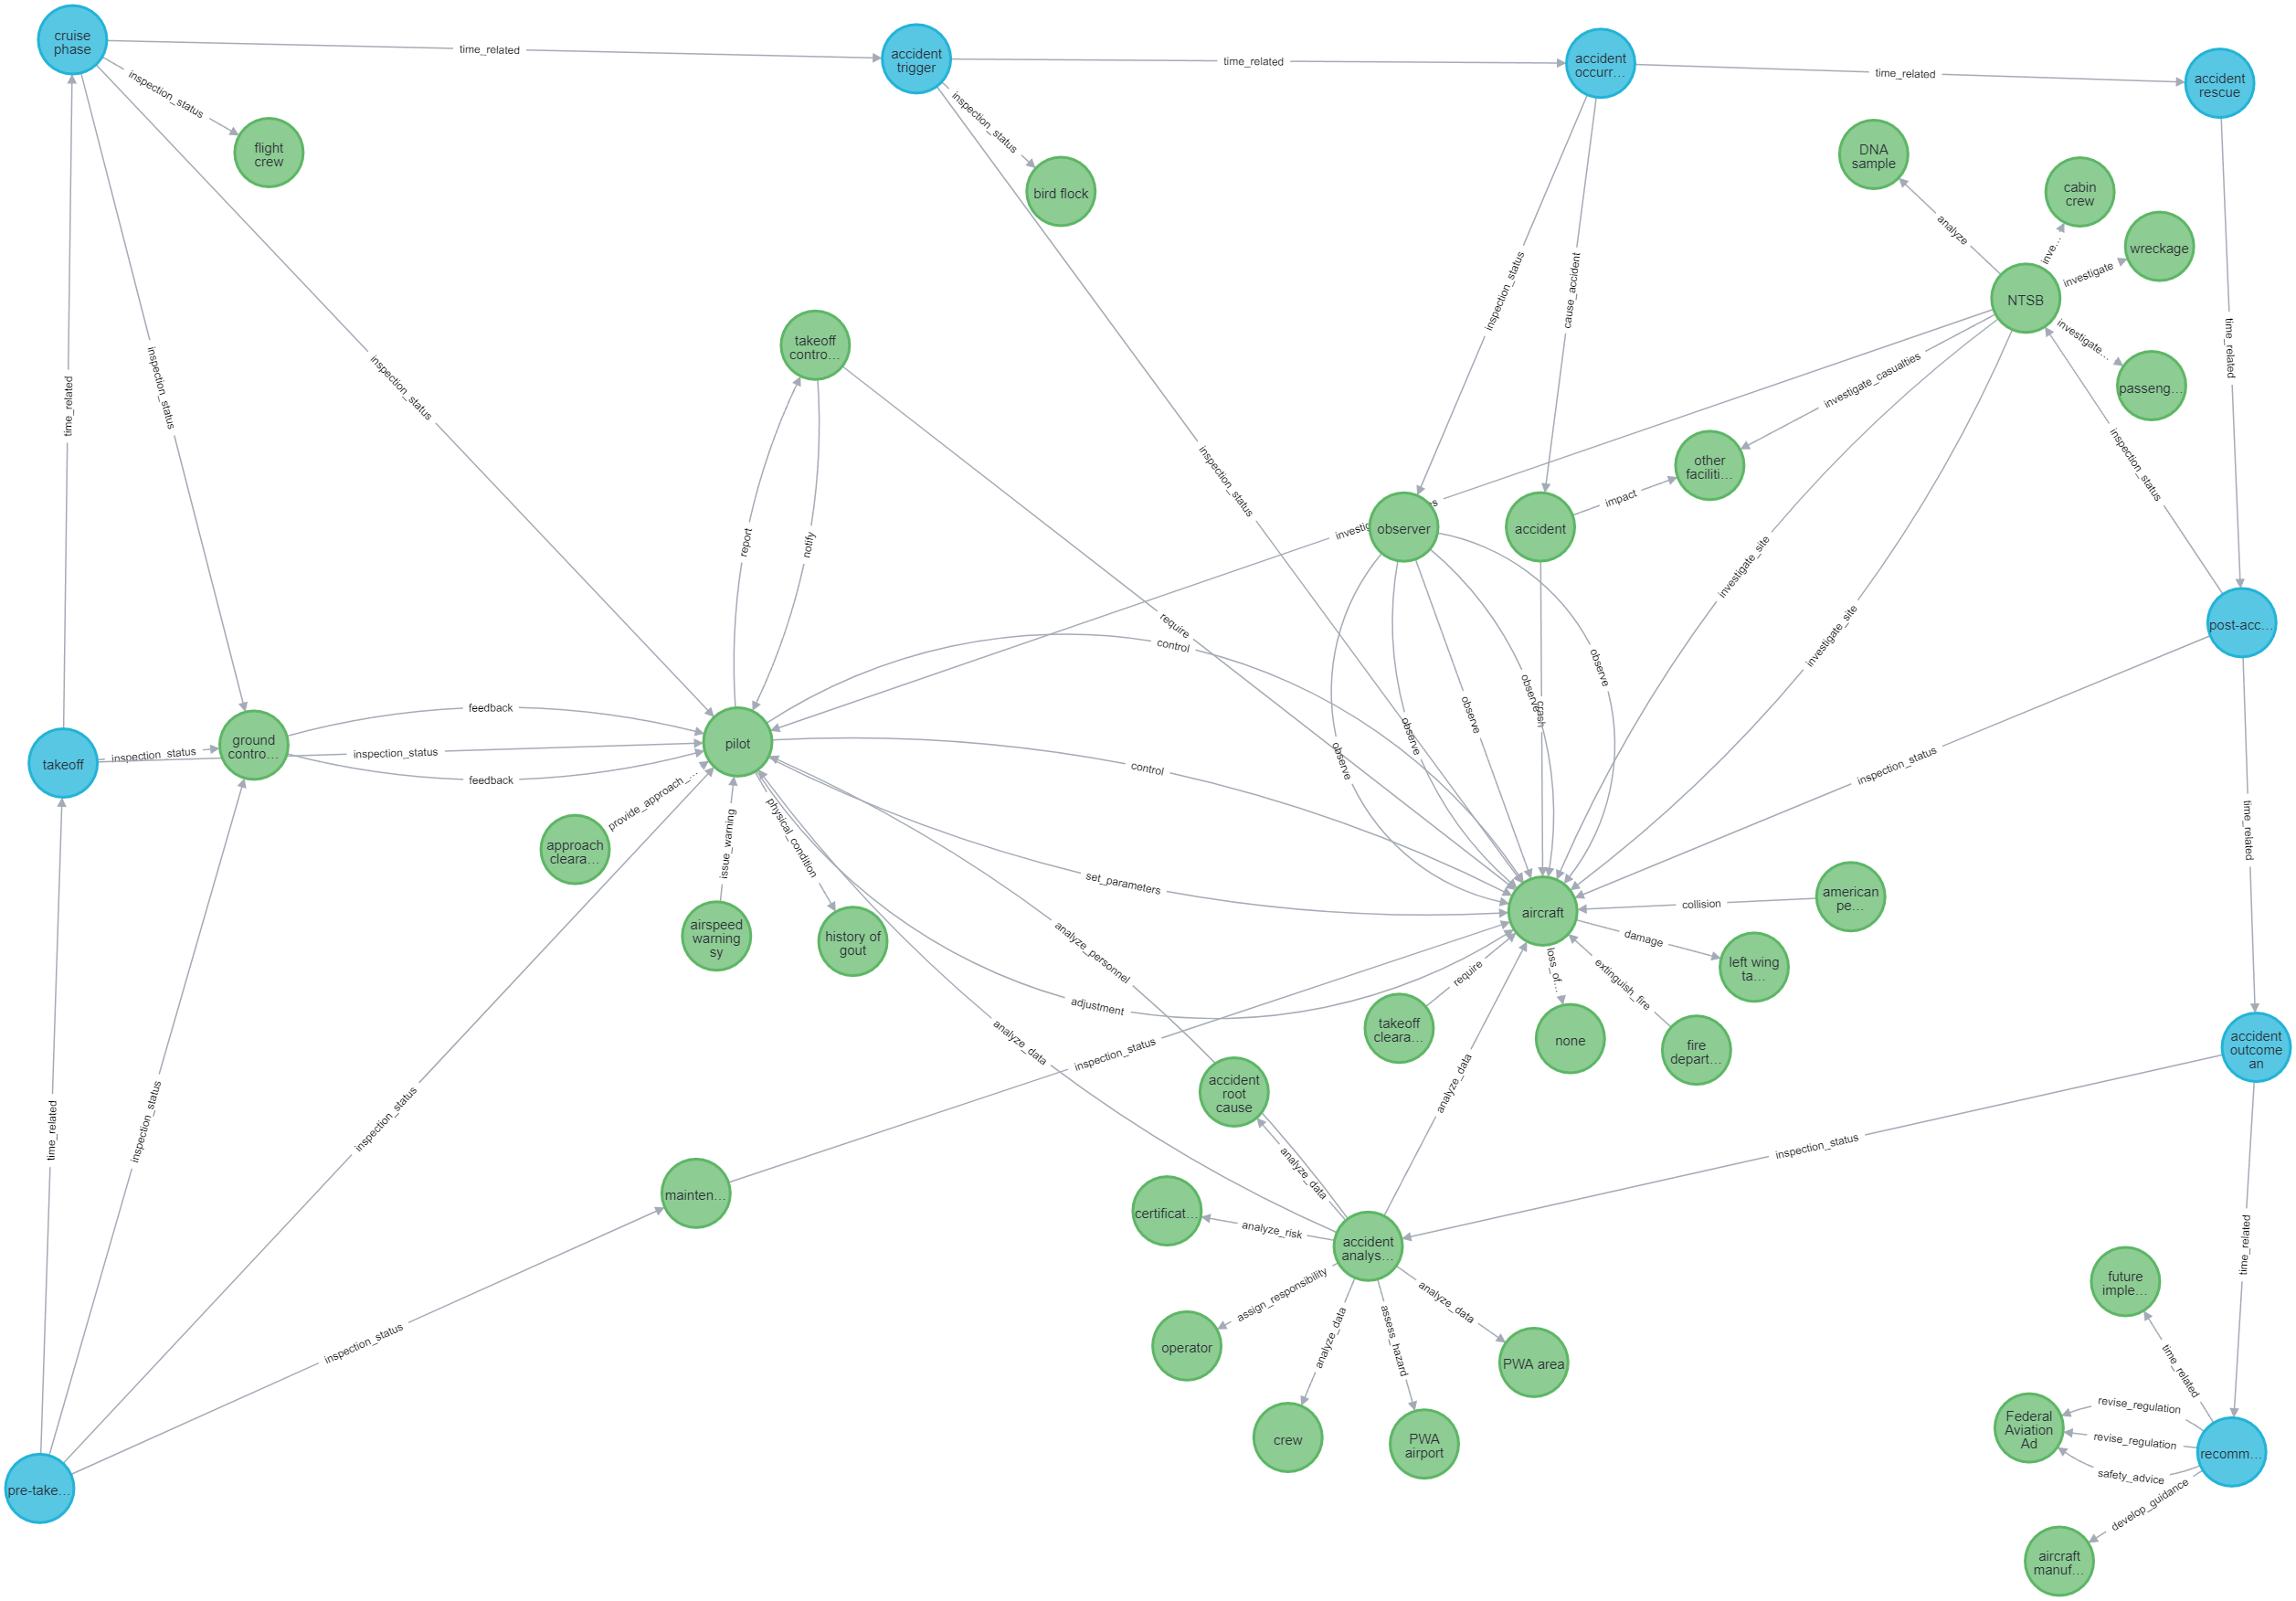 cruise
phase
time_related
accident
trigger
time_related
accident
occurr...
time_related
accident
rescue
inspection_status
flight
crew
inspection_status
bird flock
DNA
sample
cabin
crew
wreckage
analyze
inve...
investigate
NTSB
investigate...
passeng...
inspection_status
cause_accident
time_related
takeoff
contro...
inspection_status
inspection_status
time_related
investigate_casualties
other
faciliti...
inspection_status
inspection_status
impact
observer
accident
report
notify
investigate_site
require
control
observe
investigate_site
post-acc...
feedback
ground
contro...
pilot
takeoff
inspection_status
inspection_status
feedback
control
observe
observe
observe
observe
crash
inspection_status
time_related
provide_approach_...
approach
cleara...
issue_warning
physical_condition
airspeed
warning
sy
history of
gout
set_parameters
aircraft
collision
american
pe...
damage
left wing
ta...
analyze_personnel
adjustment
require
loss_of...
extinguish_fire
takeoff
cleara...
none
fire
depart...
accident
outcome
an
analyze_data
inspection_status
accident
root
cause
analyze_data
time_related
inspection_status
inspection_status
mainten...
analyze_data
inspection_status
certificat...
analyze_risk
accident
analys...
time_related
assign_responsibility
analyze_data
operator
analyze_data
assess_hazard
PWA area
future
imple...
inspection_status
time_related
crew
PWA
airport
Federal
Aviation
Ad
revise_regulation
revise_regulation
safety_advice
recomm...
develop_guidance
pre-take...
aircraft
manuf...